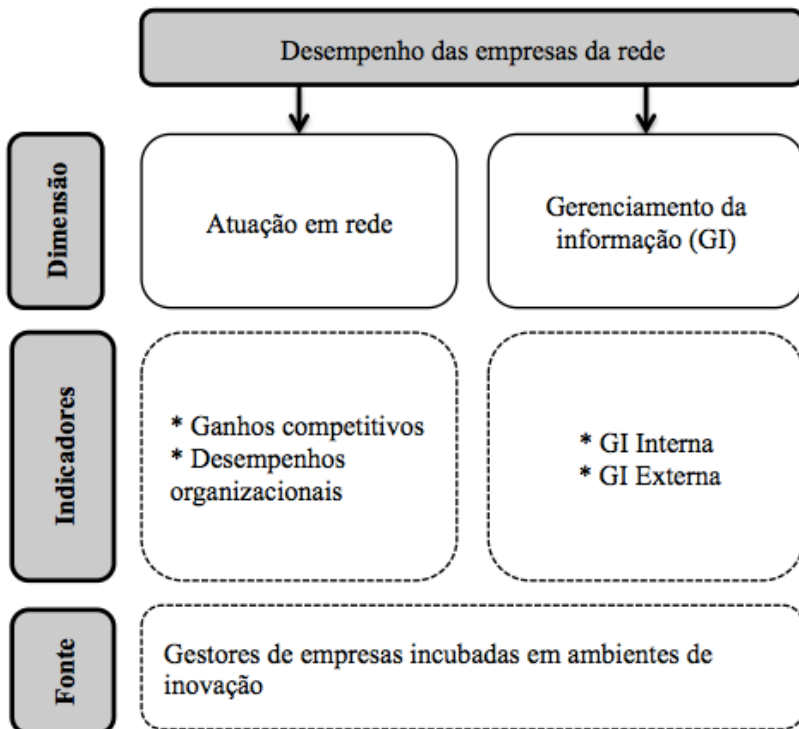 Desempenho das empresas da rede
Dimensão
Atuação em rede
Gerenciamento da
informação (GI)
Indicadores
* Ganhos competitivos
* Desempenhos
organizacionais
* GI Interna
* GI Externa
Fonte
Gestores de empresas incubadas em ambientes de
inovação